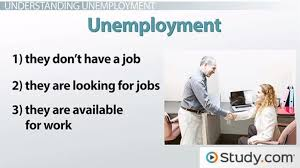 UNDERSTANDING UNEMPLOYMENT
Unemployment
1) they don't have a job
2) they are looking for jobs
3) they are available
for work
Study.com